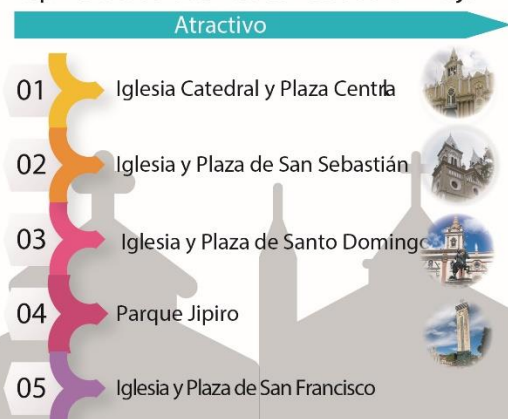 Atractivo
01 Iglesia Catedral y Plaza Central
02 Iglesia y Plaza de San Sebastián
03 Iglesia y Plaza de Santo Domingo
04 Parque Jipiro
05 Iglesia y Plaza de San Francisco